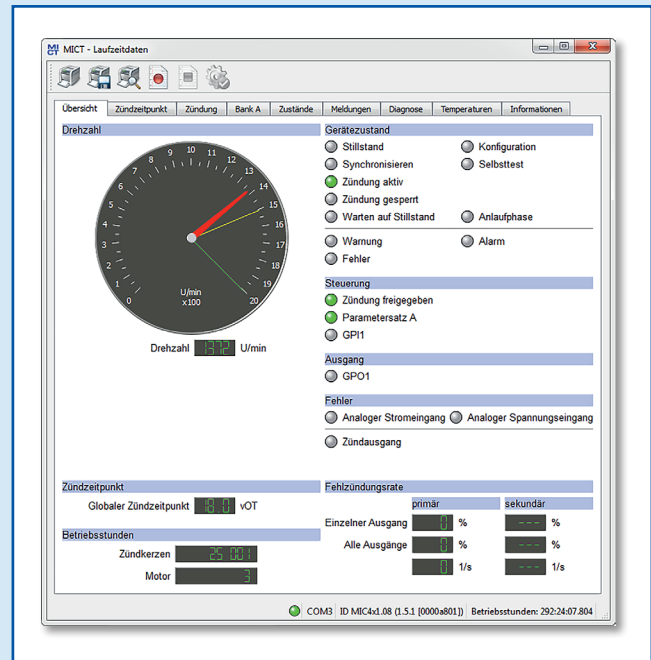 MICT - Laufzeitdaten
Übersicht Zündzeitpunkt Zündung Bank A Zustände Meldungen Diagnose Temperaturen Informationen
Drehzahl
0 1 2 3 4 5 6 7 8 9 10 11 12 13 14 15 16 17 18 19 20
U/min
x100
Drehzahl 1372 U/min
Gerätezustand
Stillstand Konfiguration
Synchronisieren Selbsttest
Zündung aktiv
Zündung gesperrt
Warten auf Stillstand Anlaufphase
Warnung Alarm
Fehler
Steuerung
Zündung freigegeben
Parametersatz A
GPI1
Ausgang
GPO1
Fehler
Analoger Stromeingang Analoger Spannungseingang
Zündausgang
Zündzeitpunkt
Globaler Zündzeitpunkt 18.0 vOT
Betriebsstunden
Zündkerzen 25 001
Motor 3
Fehlzündungsrate
primär sekundär
Einzelner Ausgang 0 % --- %
Alle Ausgänge 0 % --- %
0 1/s --- 1/s
COM3 ID MIC4x1.08 (1.5.1 [0000a801]) Betriebsstunden: 292:24:07.804